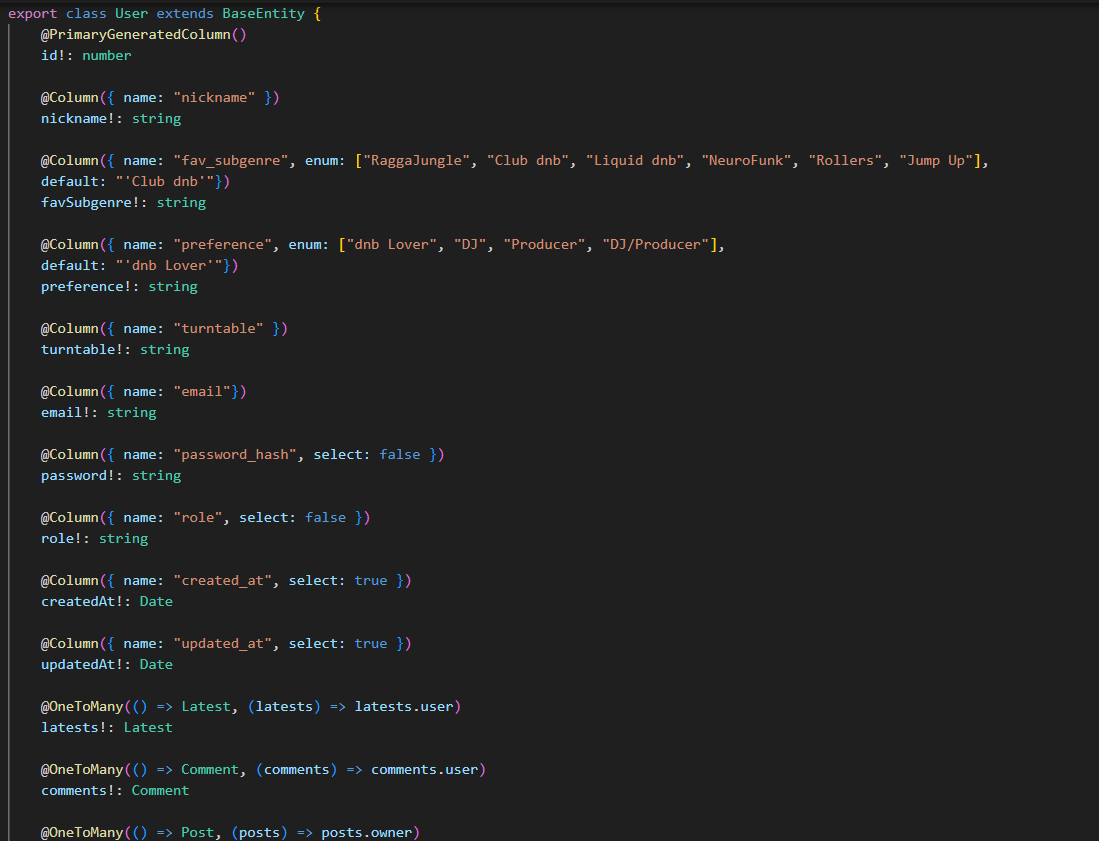 export class User extends BaseEntity {
@PrimaryGeneratedColumn()
id!: number
@Column({ name: "nickname" })
nickname!: string
@Column({ name: "fav_subgenre", enum: ["RaggaJungle", "Club dnb", "Liquid dnb", "NeuroFunk", "Rollers", "Jump Up"],
default: "'Club dnb'"})
favSubgenre!: string
@Column({ name: "preference", enum: ["dnb Lover", "DJ", "Producer", "DJ/Producer"],
default: "'dnb Lover'"})
preference!: string
@Column({ name: "turntable" })
turntable!: string
@Column({ name: "email"})
email!: string
@Column({ name: "password_hash", select: false })
password!: string
@Column({ name: "role", select: false })
role!: string
@Column({ name: "created_at", select: true })
createdAt!: Date
@Column({ name: "updated_at", select: true })
updatedAt!: Date
@OneToMany(() => Latest, (latests) => latests.user)
latests!: Latest
@OneToMany(() => Comment, (comments) => comments.user)
comments!: Comment
@OneToMany(() => Post, (posts) => posts.owner)